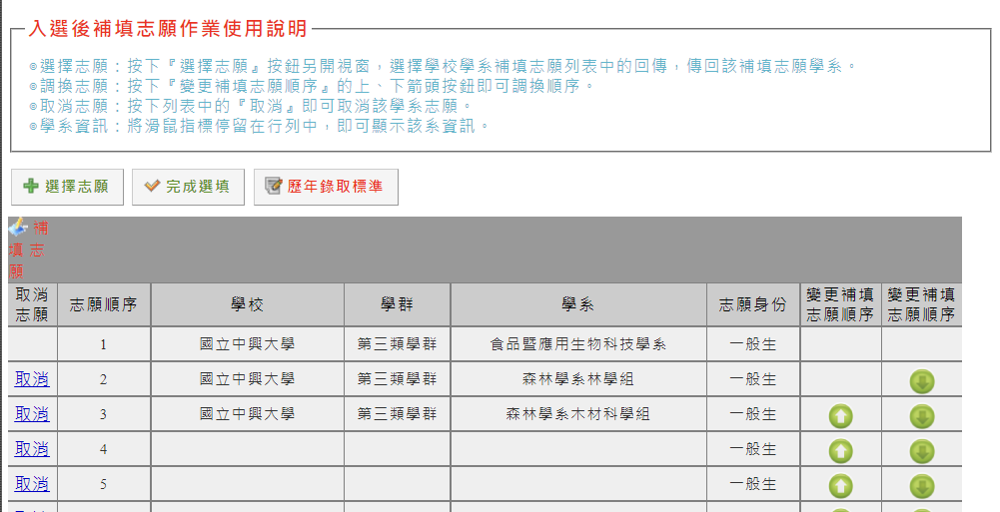 入選後補填志願作業使用說明
◎選擇志願：按下『選擇志願』按鈕另開視窗，選擇學校學系補填志願列表中的回傳，傳回該補填志願學系。
◎調換志願：按下『變更補填志願順序』的上、下箭頭按鈕即可調換順序。
◎取消志願：按下列表中的『取消』即可取消該學系志願。
◎學系資訊：將滑鼠指標停留在行列中，即可顯示該系資訊。
選擇志願 完成選填 歷年錄取標準
補
填 志
願
取消志願 志願順序 學校 學群 學系 志願身份 變更補填志願順序 變更補填志願順序
1 國立中興大學 第三類學群 食品暨應用生物科技學系 一般生
取消 2 國立中興大學 第三類學群 森林學系林學組 一般生
取消 3 國立中興大學 第三類學群 森林學系木材科學組 一般生
取消 4 一般生
取消 5 一般生